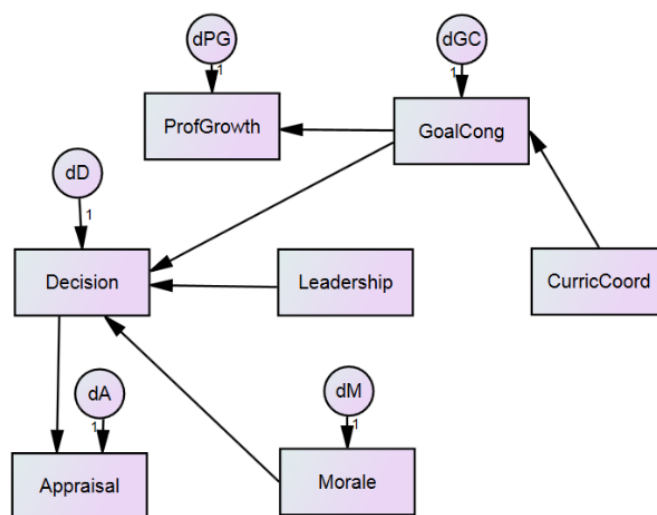 dPG
1
dGC
1
ProfGrowth
GoalCong
dD
1
Decision
Leadership
CurricCoord
dA
1
dM
1
Appraisal
Morale